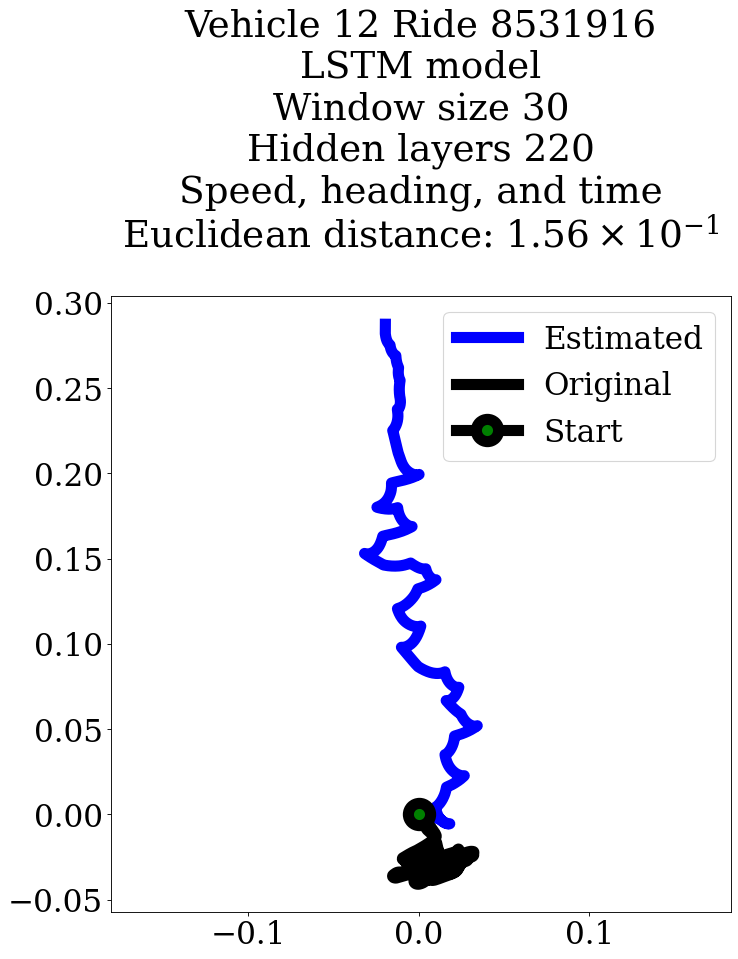 Vehicle 12 Ride 8531916
LSTM model
Window size 30
Hidden layers 220
Speed, heading, and time
Euclidean distance: 1.56 × 10⁻¹
0.30
0.25
0.20
0.15
0.10
0.05
0.00
−0.05
−0.1
0.0
0.1
Estimated
Original
Start